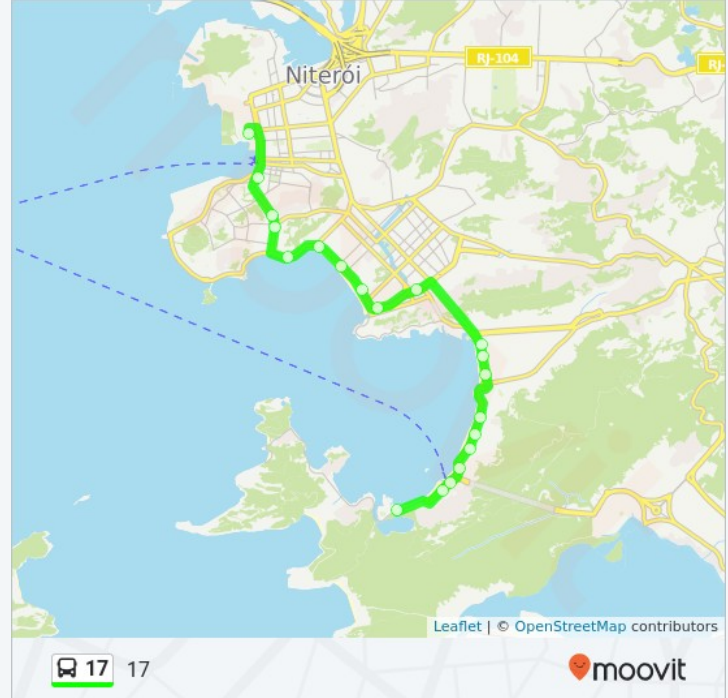 RJ-104
RJ-
Niterói
Leaflet | © OpenStreetMap contributors
17 17
moovit